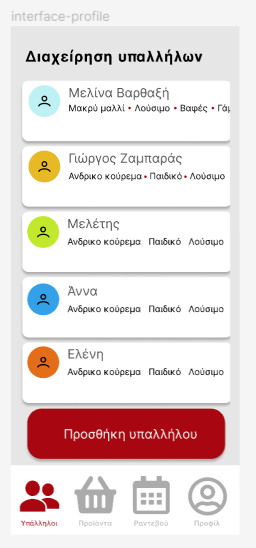 interface-profile
Διαχείρηση υπαλλήλων
Μελίνα Βαρθαξή
Μακρύ μαλλί • Λούσιμο • Βαφές • Γάμ
Γιώργος Ζαμπαράς
Ανδρικο κούρεμα • Παιδικό • Λούσιμο
Μελέτης
Ανδρικο κούρεμα Παιδικό Λούσιμο
Άννα
Ανδρικο κούρεμα Παιδικό Λούσιμο
Ελένη
Ανδρικο κούρεμα Παιδικό Λούσιμο
Προσθήκη υπαλλήλου
Υπάλληλοι Προϊόντα Ραντεβού Προφίλ